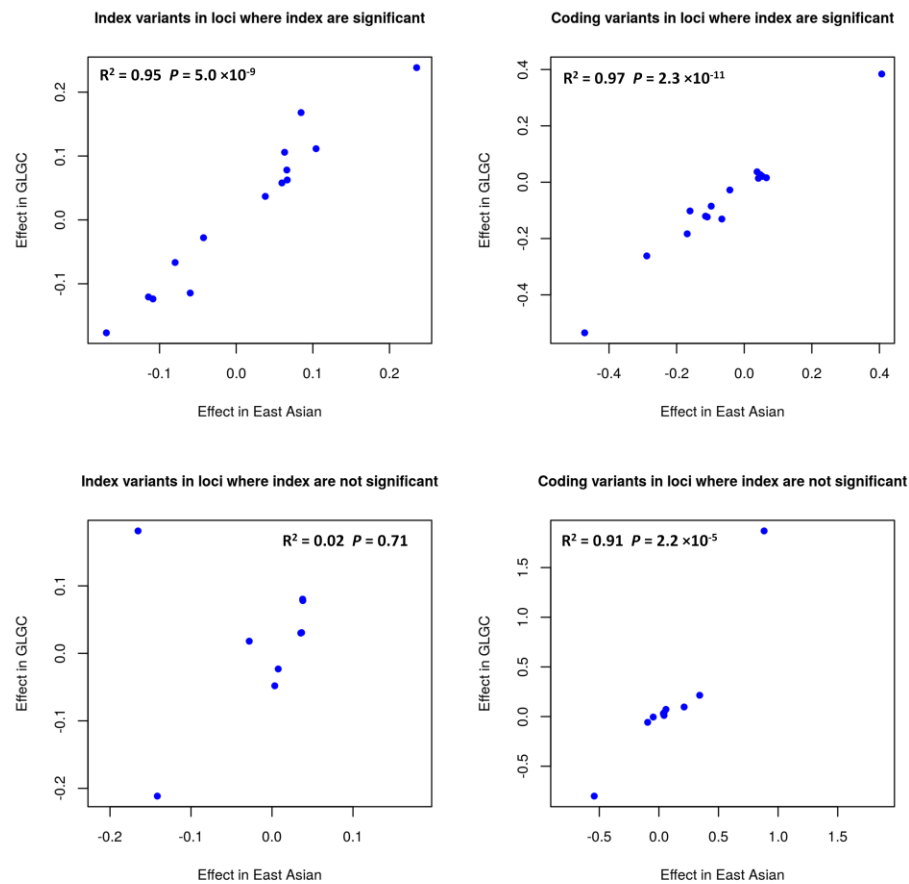 Index variants in loci where index are significant
R² = 0.95 P = 5.0 ×10⁻⁹
Effect in GLGC
0.2
0.1
0.0
-0.1
-0.1
0.0
0.1
0.2
Effect in East Asian
Coding variants in loci where index are significant
R² = 0.97 P = 2.3 ×10⁻¹¹
Effect in GLGC
0.4
0.2
0.0
-0.2
-0.4
-0.4
-0.2
0.0
0.2
0.4
Effect in East Asian
Index variants in loci where index are not significant
R² = 0.02 P = 0.71
Effect in GLGC
0.1
0.0
-0.1
-0.2
-0.2
-0.1
0.0
0.1
Effect in East Asian
Coding variants in loci where index are not significant
R² = 0.91 P = 2.2 ×10⁻⁵
Effect in GLGC
1.5
1.0
0.5
0.0
-0.5
-0.5
0.0
0.5
1.0
1.5
Effect in East Asian